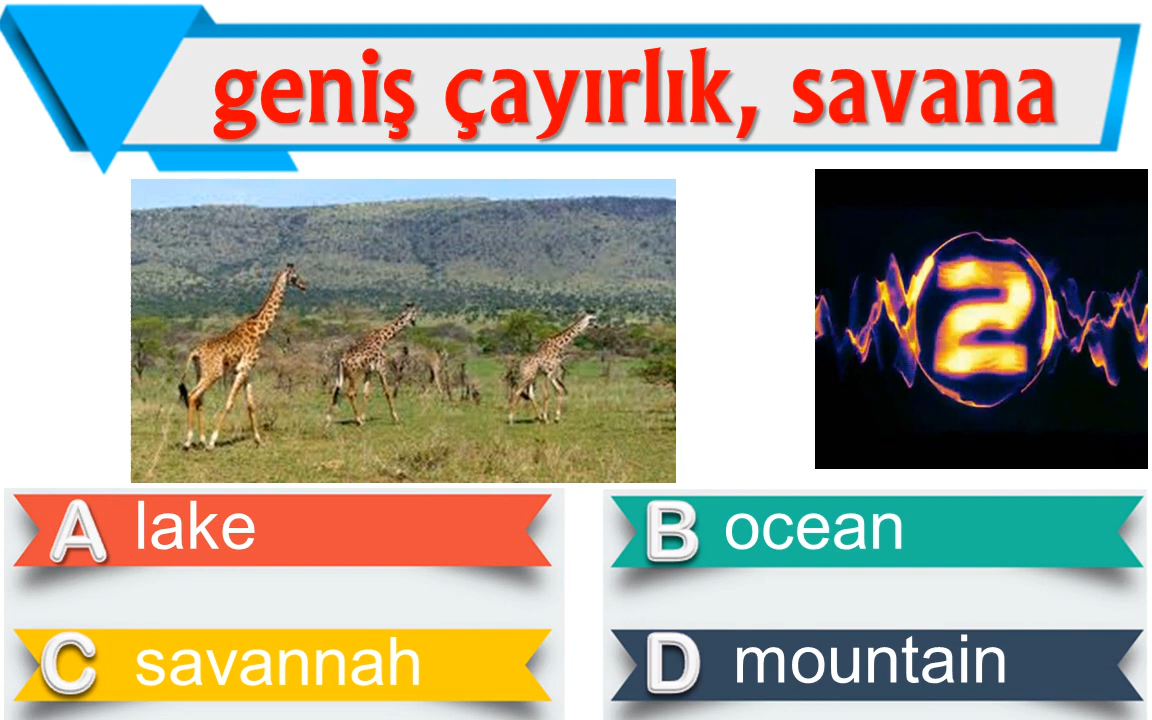 geniş çayırlık, savana
2
A lake
B ocean
C savannah
D mountain